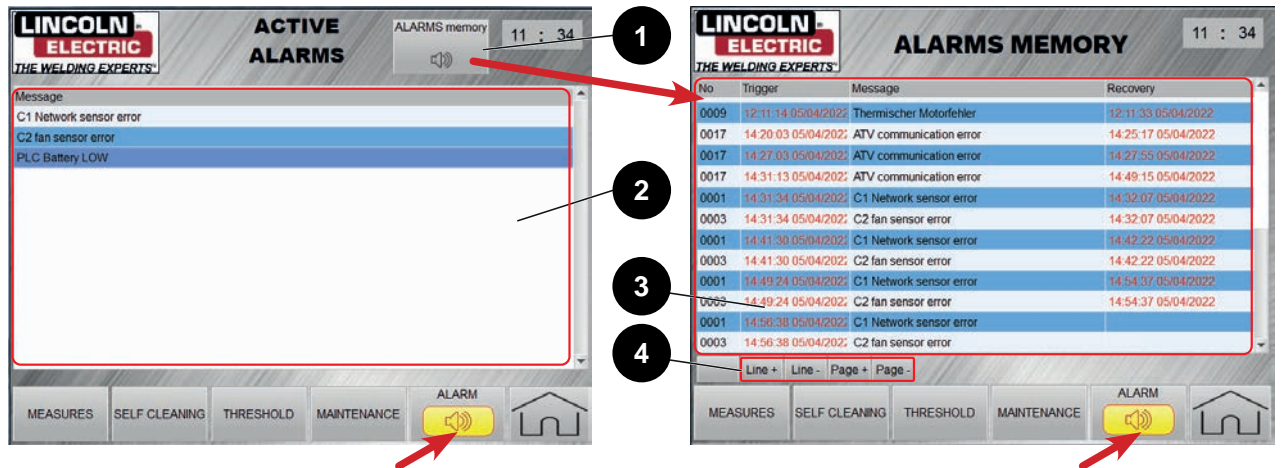 LINCOLN
ELECTRIC
THE WELDING EXPERTS®
ACTIVE
ALARMS
ALARMS memory
11 : 34
Message
C1 Network sensor error
C2 fan sensor error
PLC Battery LOW
MEASURES
SELF CLEANING
THRESHOLD
MAINTENANCE
ALARM
1
2
3
4
LINCOLN
ELECTRIC
THE WELDING EXPERTS®
ALARMS MEMORY
11 : 34
No Trigger Message Recovery
0009 12:11:14 05/04/2022 Thermischer Motorfehler 12:11:33 05/04/2022
0017 14:20:03 05/04/2022 ATV communication error 14:25:17 05/04/2022
0017 14:27:03 05/04/2022 ATV communication error 14:27:55 05/04/2022
0017 14:31:13 05/04/2022 ATV communication error 14:49:15 05/04/2022
0001 14:31:34 05/04/2022 C1 Network sensor error 14:32:07 05/04/2022
0003 14:31:34 05/04/2022 C2 fan sensor error 14:32:07 05/04/2022
0001 14:41:30 05/04/2022 C1 Network sensor error 14:42:22 05/04/2022
0003 14:41:30 05/04/2022 C2 fan sensor error 14:42:22 05/04/2022
0001 14:49:24 05/04/2022 C1 Network sensor error 14:54:37 05/04/2022
0003 14:49:24 05/04/2022 C2 fan sensor error 14:54:37 05/04/2022
0001 14:56:38 05/04/2022 C1 Network sensor error
0003 14:56:38 05/04/2022 C2 fan sensor error
Line + Line - Page + Page -
MEASURES
SELF CLEANING
THRESHOLD
MAINTENANCE
ALARM